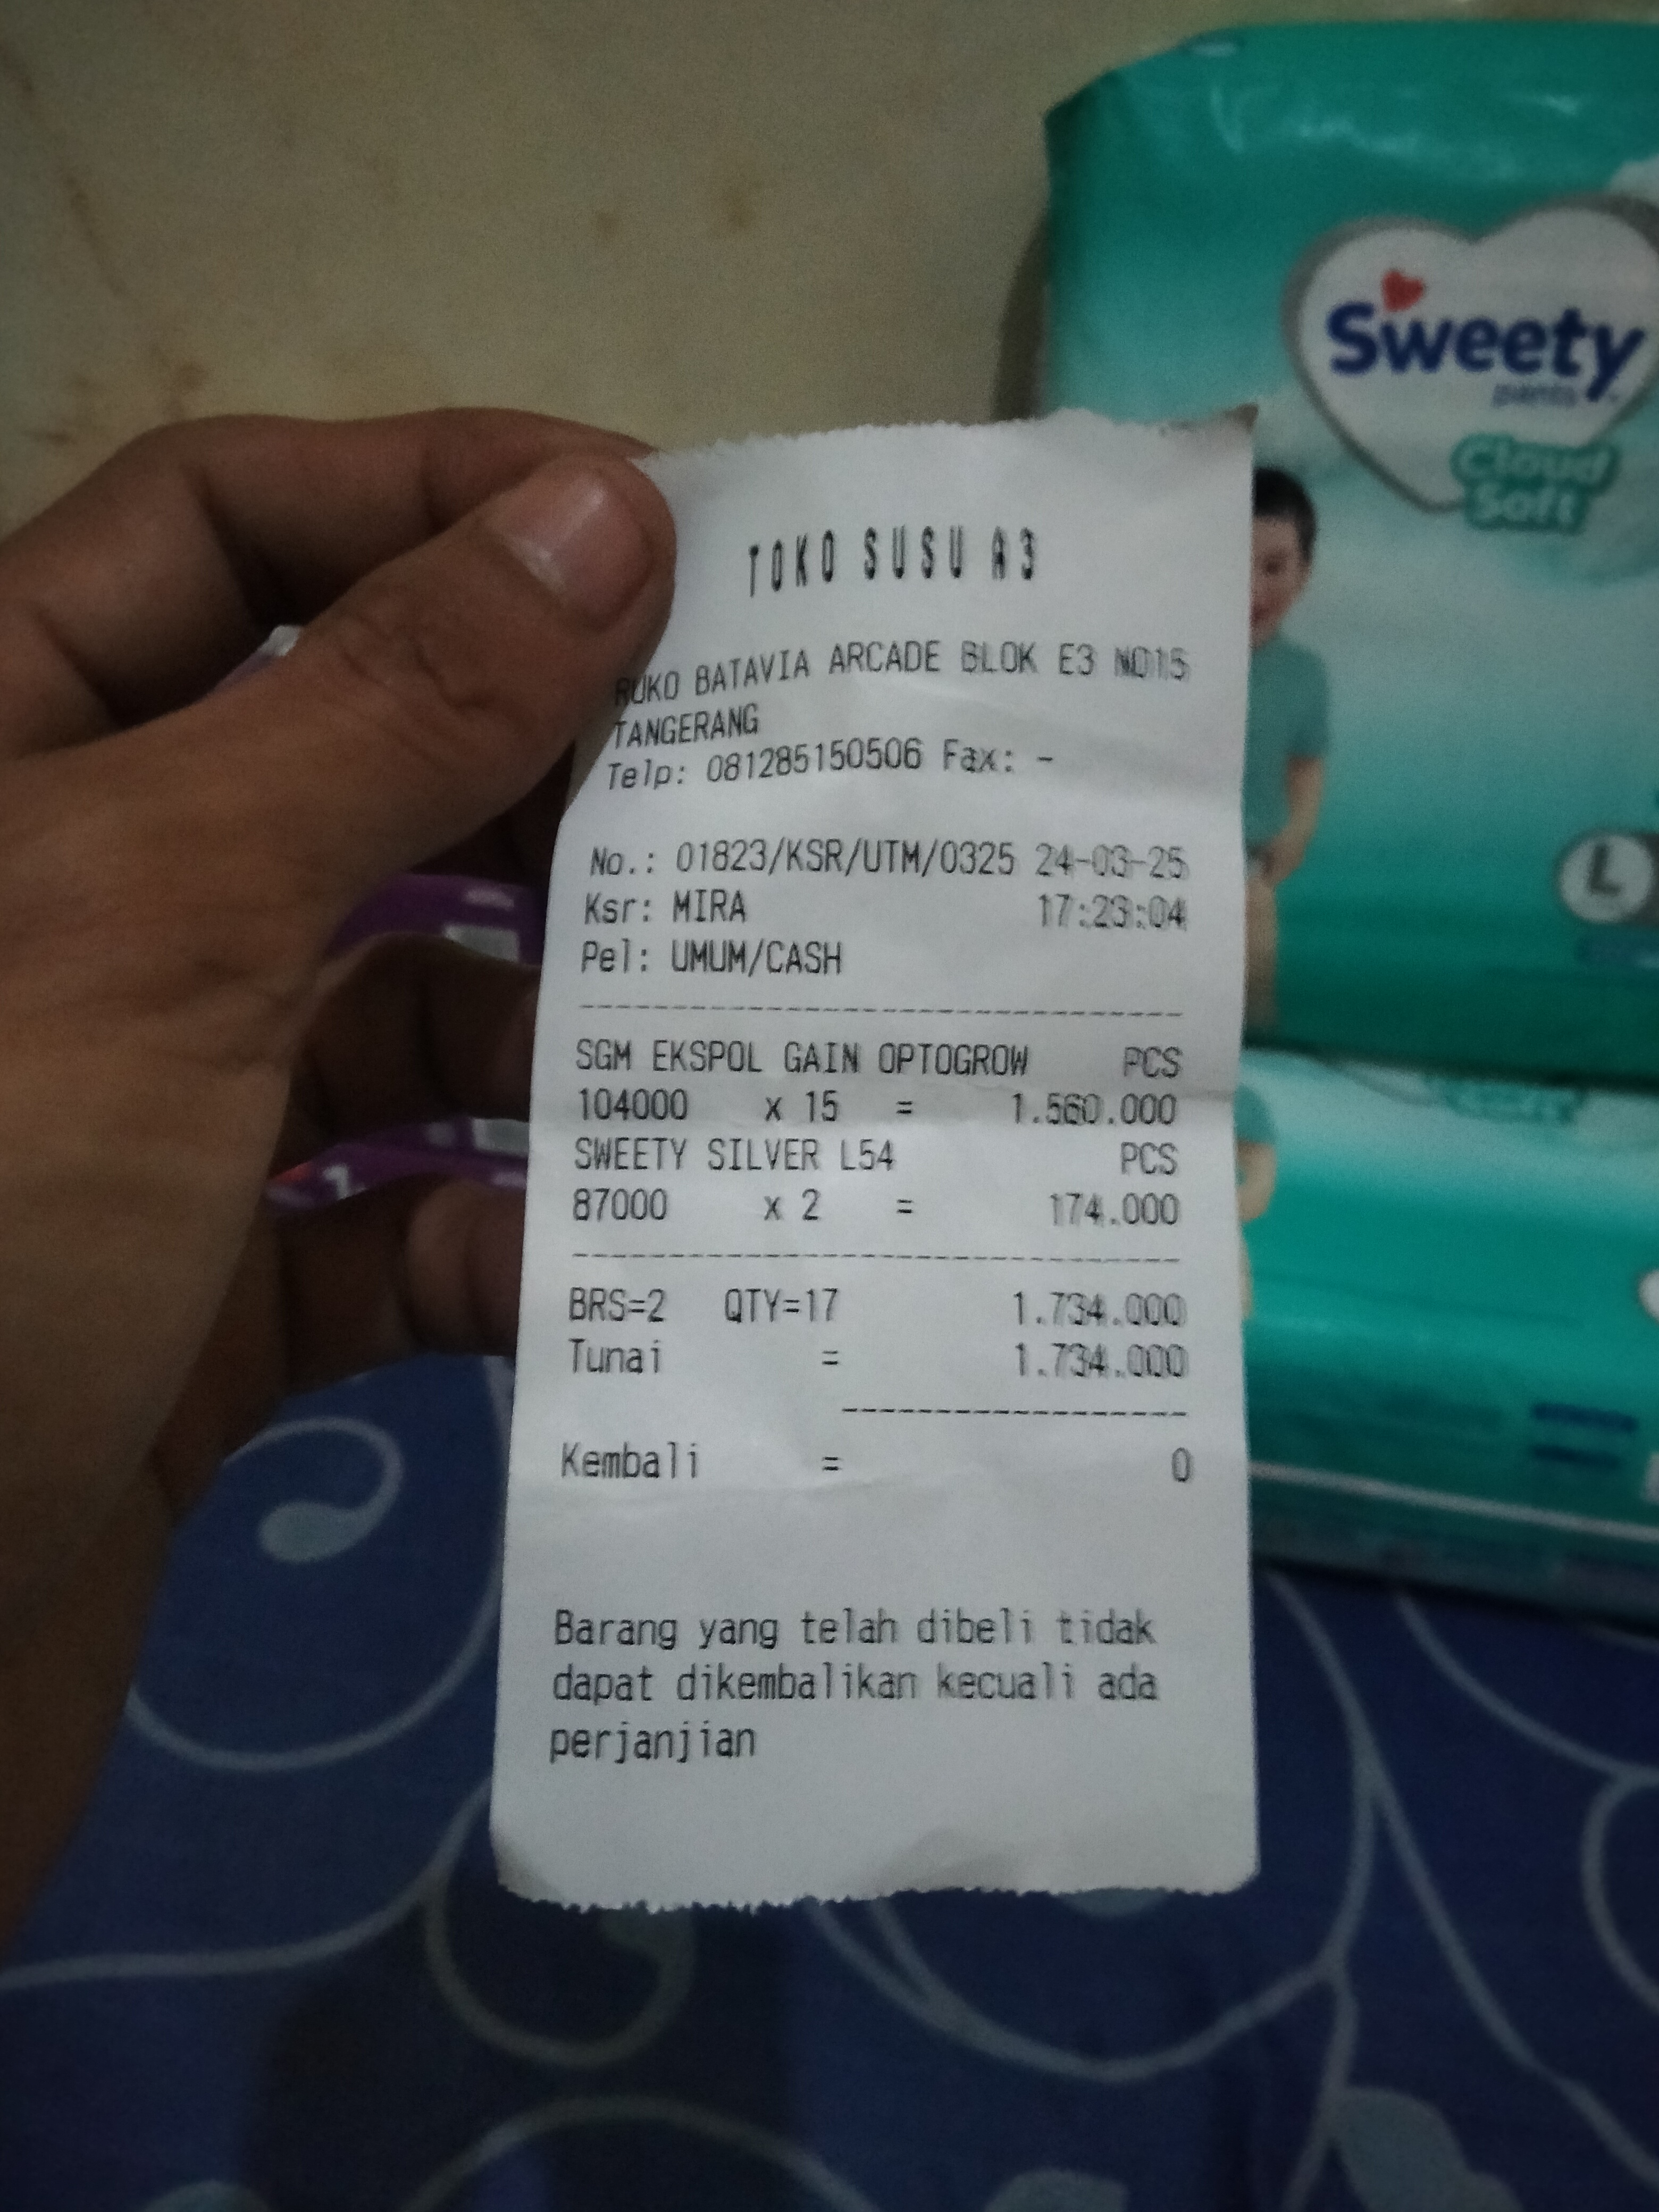 Sweety
pants
Cloud
Soft
L
TOKO SUSU A3
RUKO BATAVIA ARCADE BLOK E3 NO15
TANGERANG
Telp: 081285150506 Fax: -
No.: 01823/KSR/UTM/0325 24-03-25
Ksr: MIRA 17:23:04
Pel: UMUM/CASH
SGM EKSPOL GAIN OPTOGROW PCS
104000 x 15 = 1.560.000
SWEETY SILVER L54 PCS
87000 x 2 = 174.000
BRS=2 QTY=17 1.734.000
Tunai = 1.734.000
Kembali = 0
Barang yang telah dibeli tidak
dapat dikembalikan kecuali ada
perjanjian